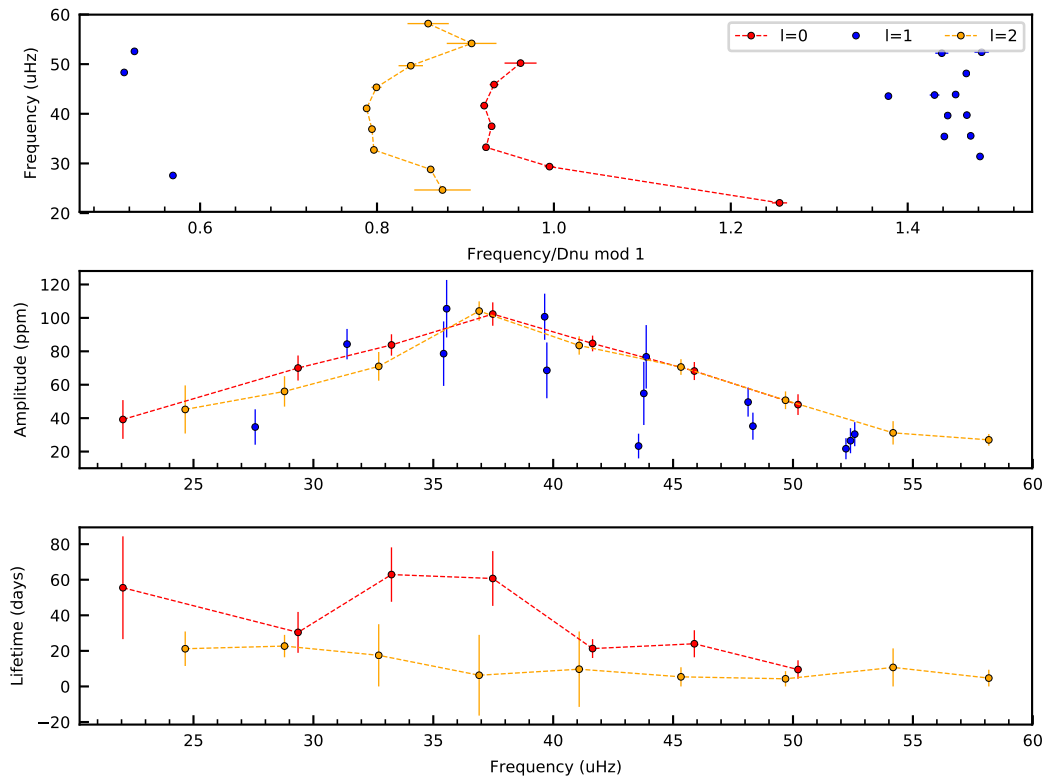 60
50
40
30
20
Frequency (uHz)
l=0 l=1 l=2
0.6 0.8 1.0 1.2 1.4
Frequency/Dnu mod 1
120
100
80
60
40
20
Amplitude (ppm)
25 30 35 40 45 50 55 60
80
60
40
20
0
−20
Lifetime (days)
25 30 35 40 45 50 55 60
Frequency (uHz)